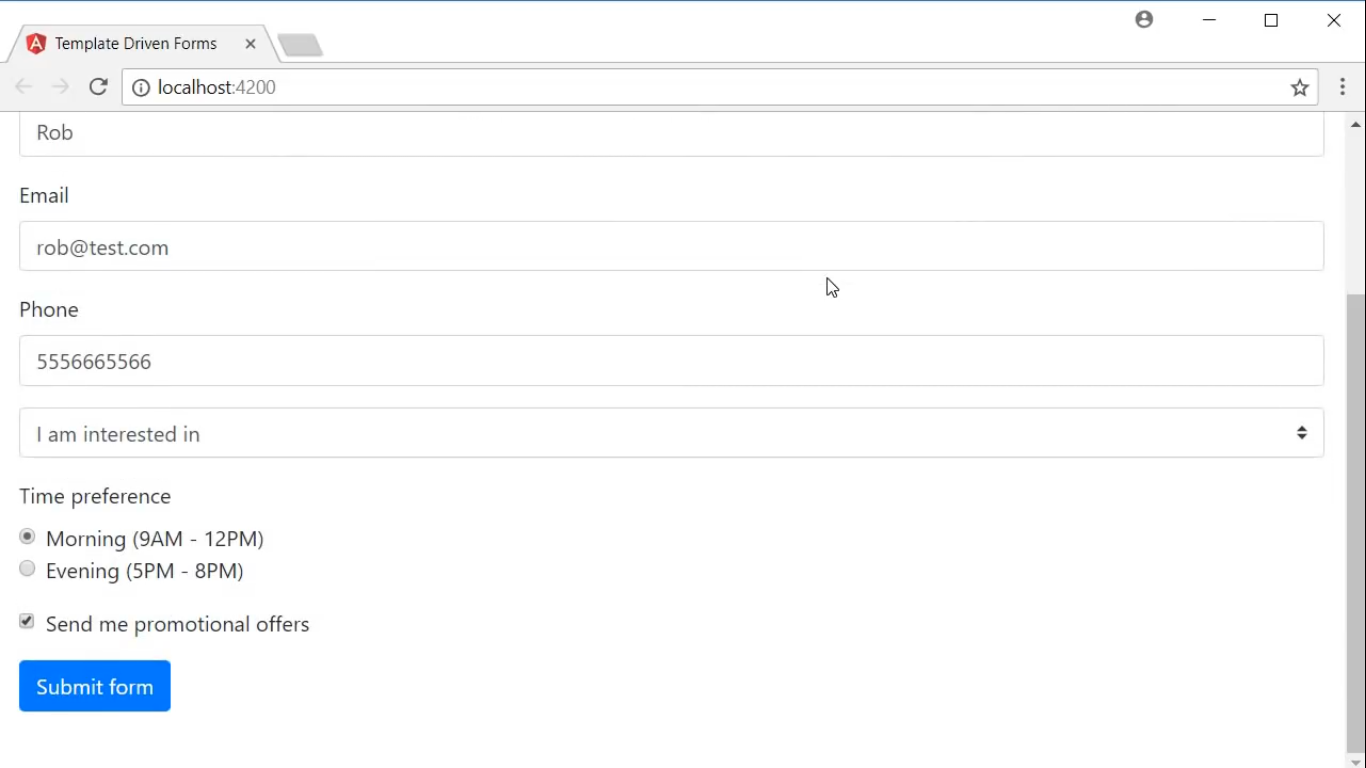 Template Driven Forms
localhost:4200
Rob
Email
rob@test.com
Phone
5556665566
I am interested in
Time preference
Morning (9AM - 12PM)
Evening (5PM - 8PM)
Send me promotional offers
Submit form